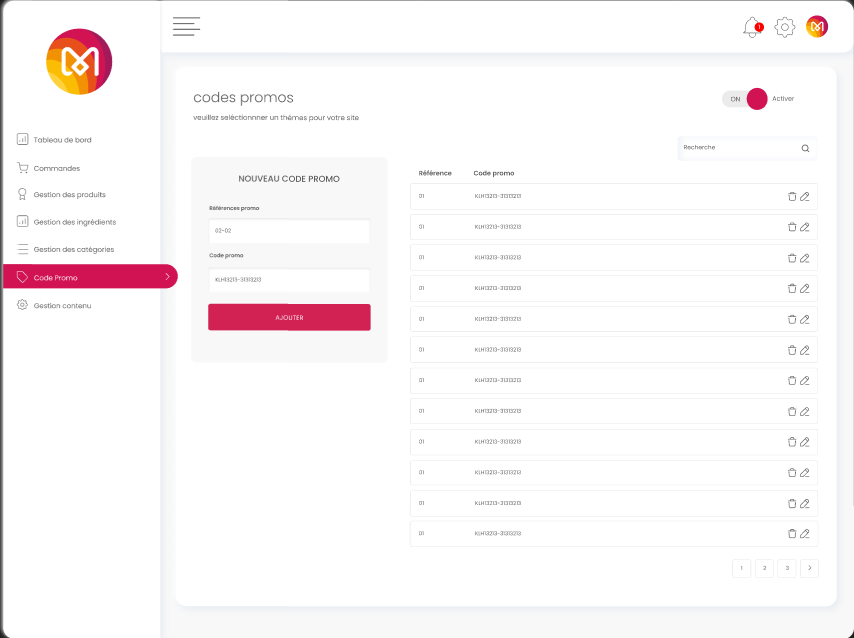 1
Tableau de bord
Commandes
Gestion des produits
Gestion des ingrédients
Gestion des catégories
Code Promo
Gestion contenu
codes promos
veuillez seléctionnner un thèmes pour votre site
ON
Activer
Recherche
NOUVEAU CODE PROMO
Références promo
02-02
Code promo
KLH13213-31313213
AJOUTER
Référence Code promo
01 KLH13213-31313213
01 KLH13213-31313213
01 KLH13213-31313213
01 KLH13213-31313213
01 KLH13213-31313213
01 KLH13213-31313213
01 KLH13213-31313213
01 KLH13213-31313213
01 KLH13213-31313213
01 KLH13213-31313213
01 KLH13213-31313213
01 KLH13213-31313213
1 2 3